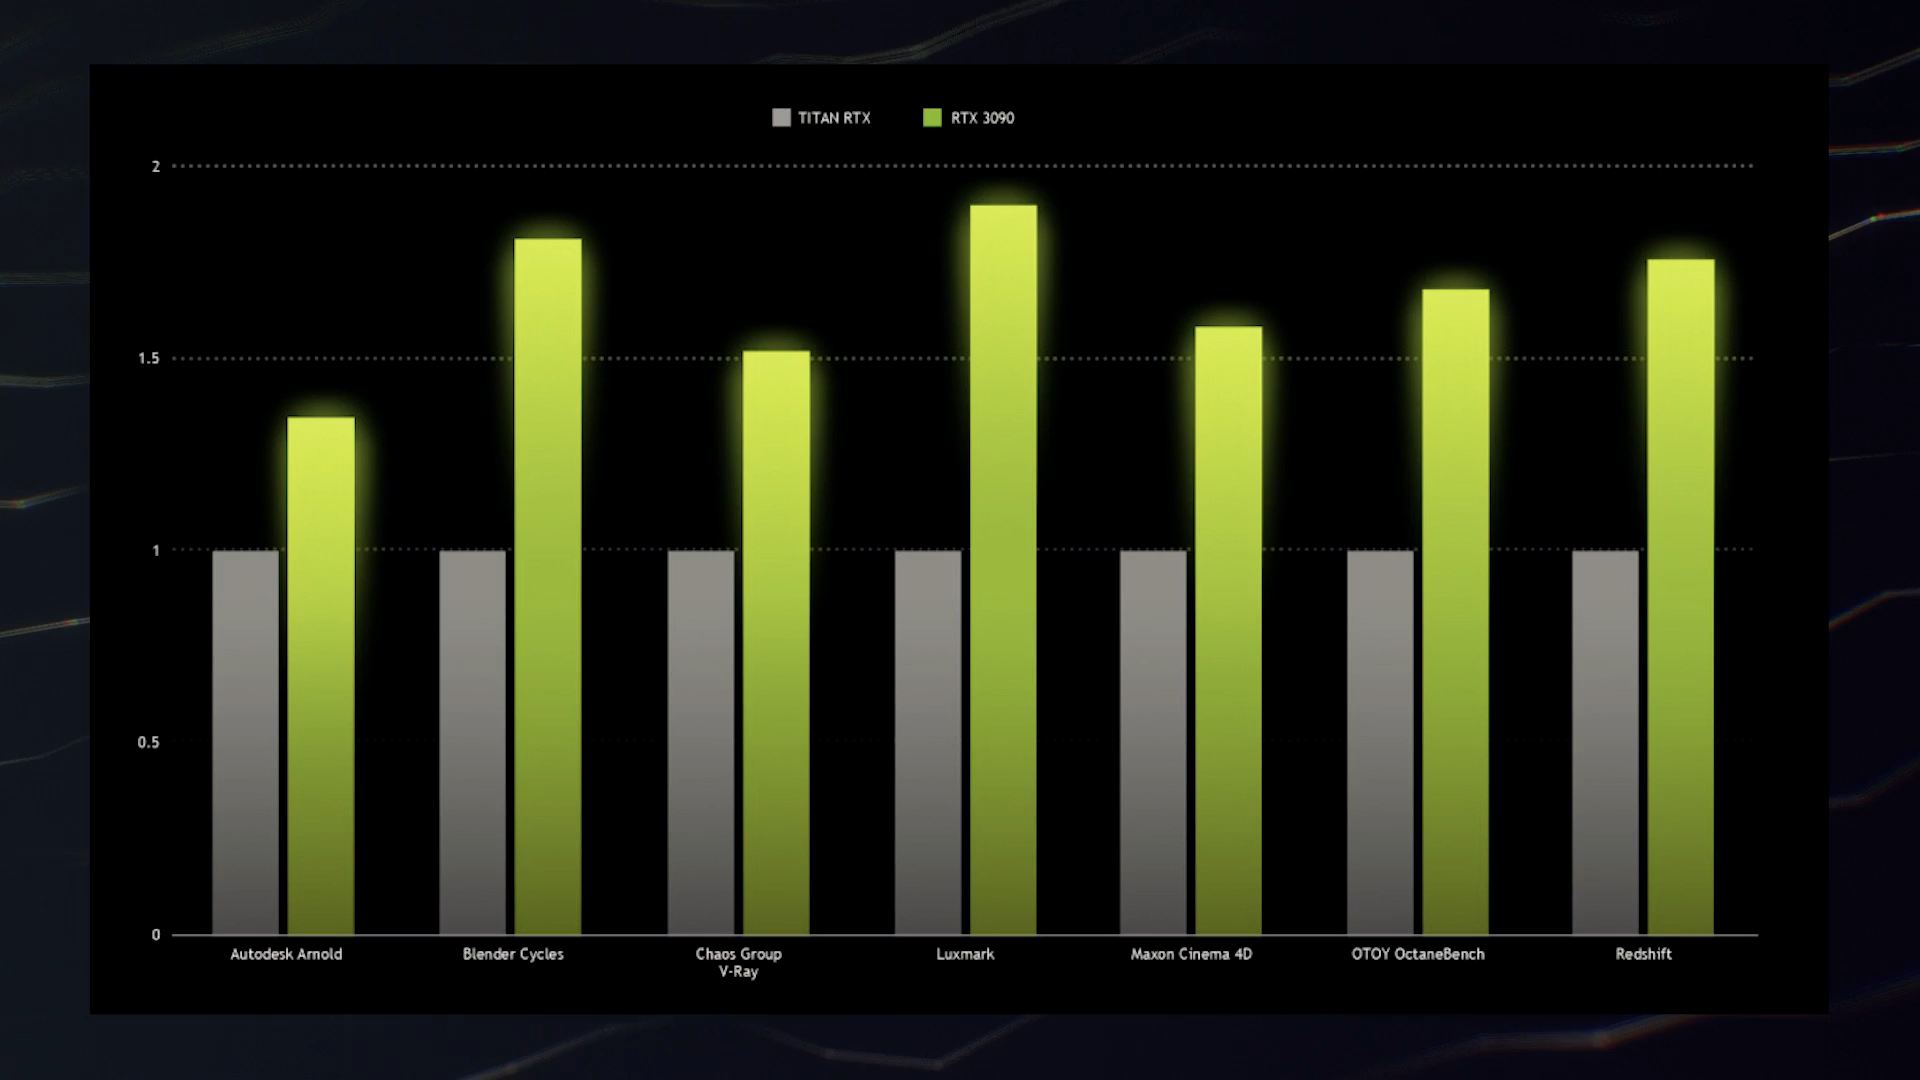 TITAN RTX
RTX 3090
2
1.5
1
0.5
0
Autodesk Arnold
Blender Cycles
Chaos Group
V-Ray
Luxmark
Maxon Cinema 4D
OTOY OctaneBench
Redshift